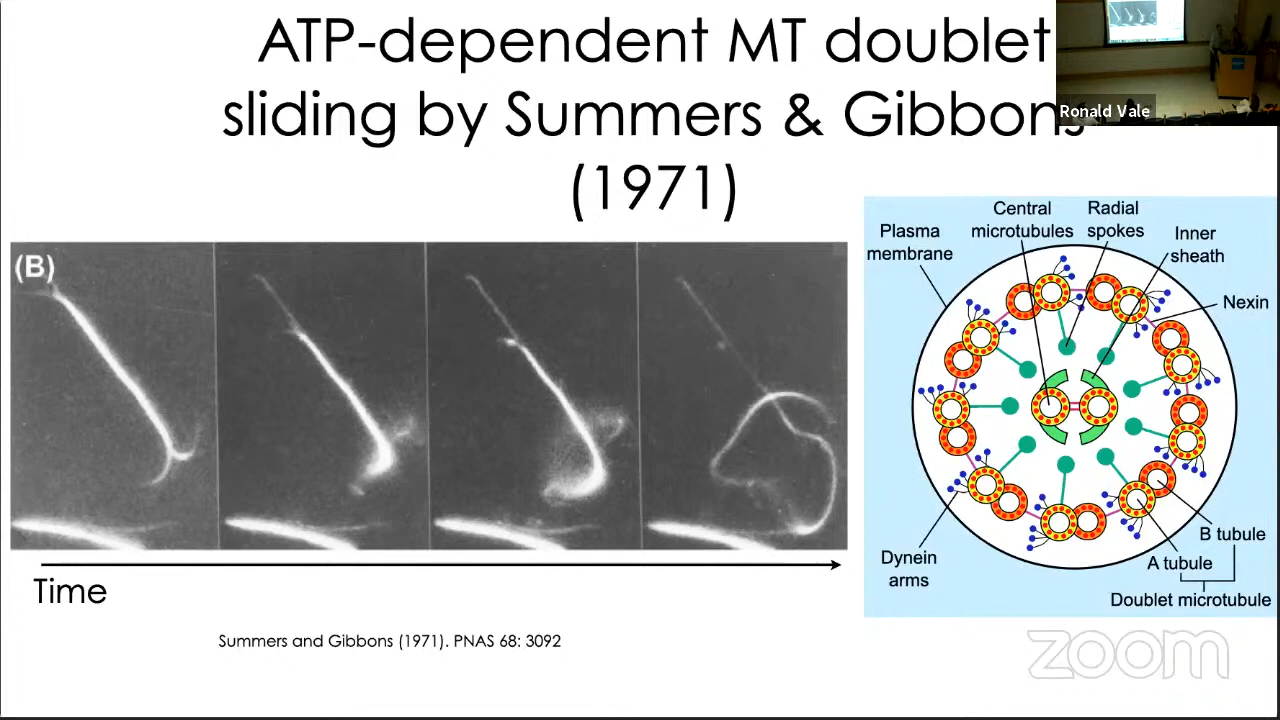 ATP-dependent MT doublet
sliding by Summers & Gibbons
(1971)
Ronald Vale
(B)
Time
Summers and Gibbons (1971). PNAS 68: 3092
Central
microtubules
Radial
spokes
Plasma
membrane
Inner
sheath
Nexin
Dynein
arms
B tubule
A tubule
Doublet microtubule
zoom